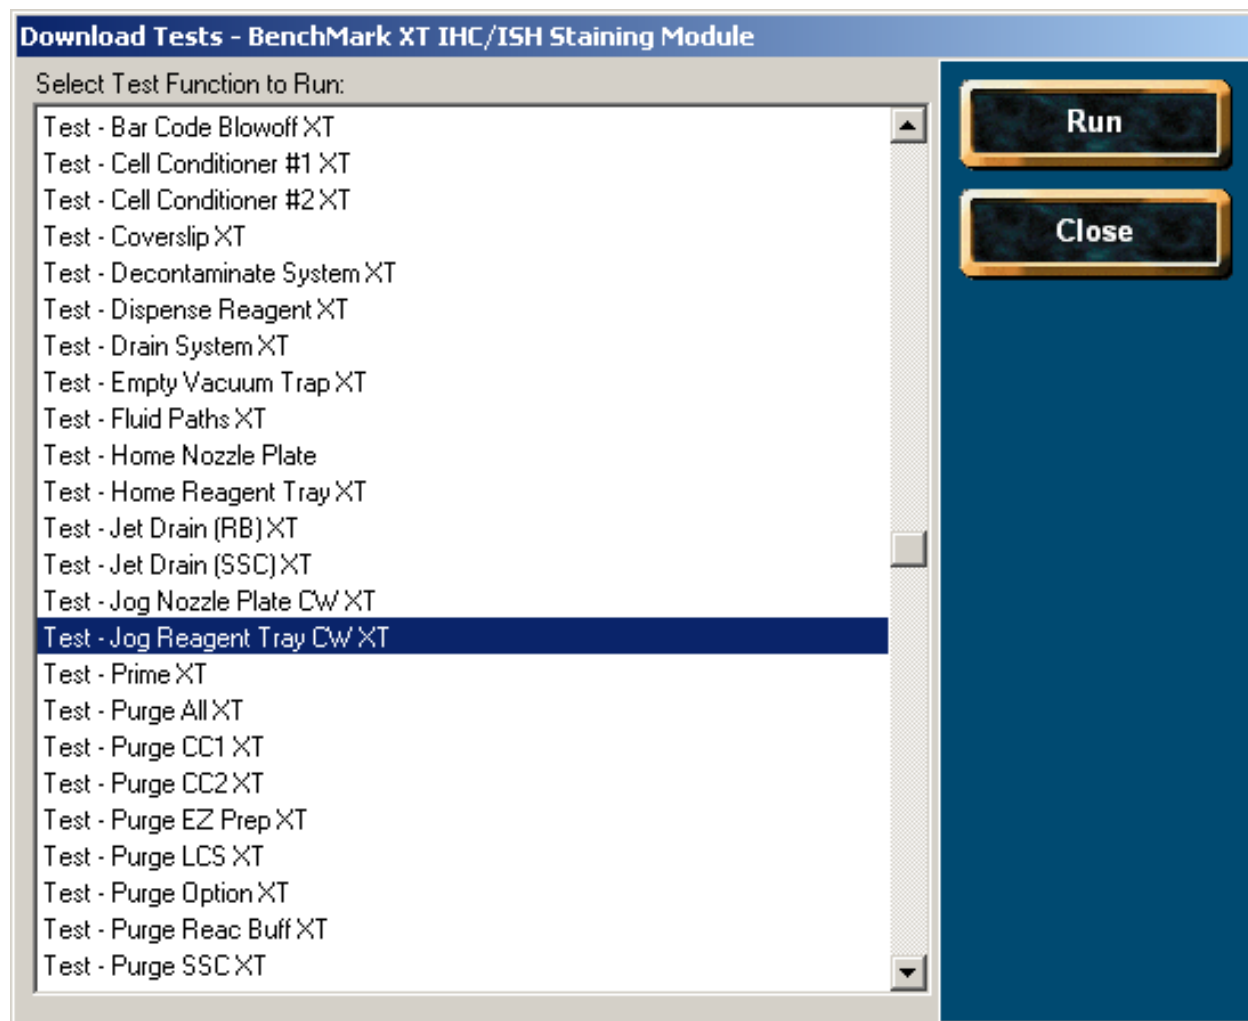 Download Tests - BenchMark XT IHC/ISH Staining Module
Select Test Function to Run:
Test - Bar Code Blowoff XT
Test - Cell Conditioner #1 XT
Test - Cell Conditioner #2 XT
Test - Coverslip XT
Test - Decontaminate System XT
Test - Dispense Reagent XT
Test - Drain System XT
Test - Empty Vacuum Trap XT
Test - Fluid Paths XT
Test - Home Nozzle Plate
Test - Home Reagent Tray XT
Test - Jet Drain (RB) XT
Test - Jet Drain (SSC) XT
Test - Jog Nozzle Plate CW XT
Test - Jog Reagent Tray CW XT
Test - Prime XT
Test - Purge All XT
Test - Purge CC1 XT
Test - Purge CC2 XT
Test - Purge EZ Prep XT
Test - Purge LCS XT
Test - Purge Option XT
Test - Purge Reac Buff XT
Test - Purge SSC XT
Run
Close